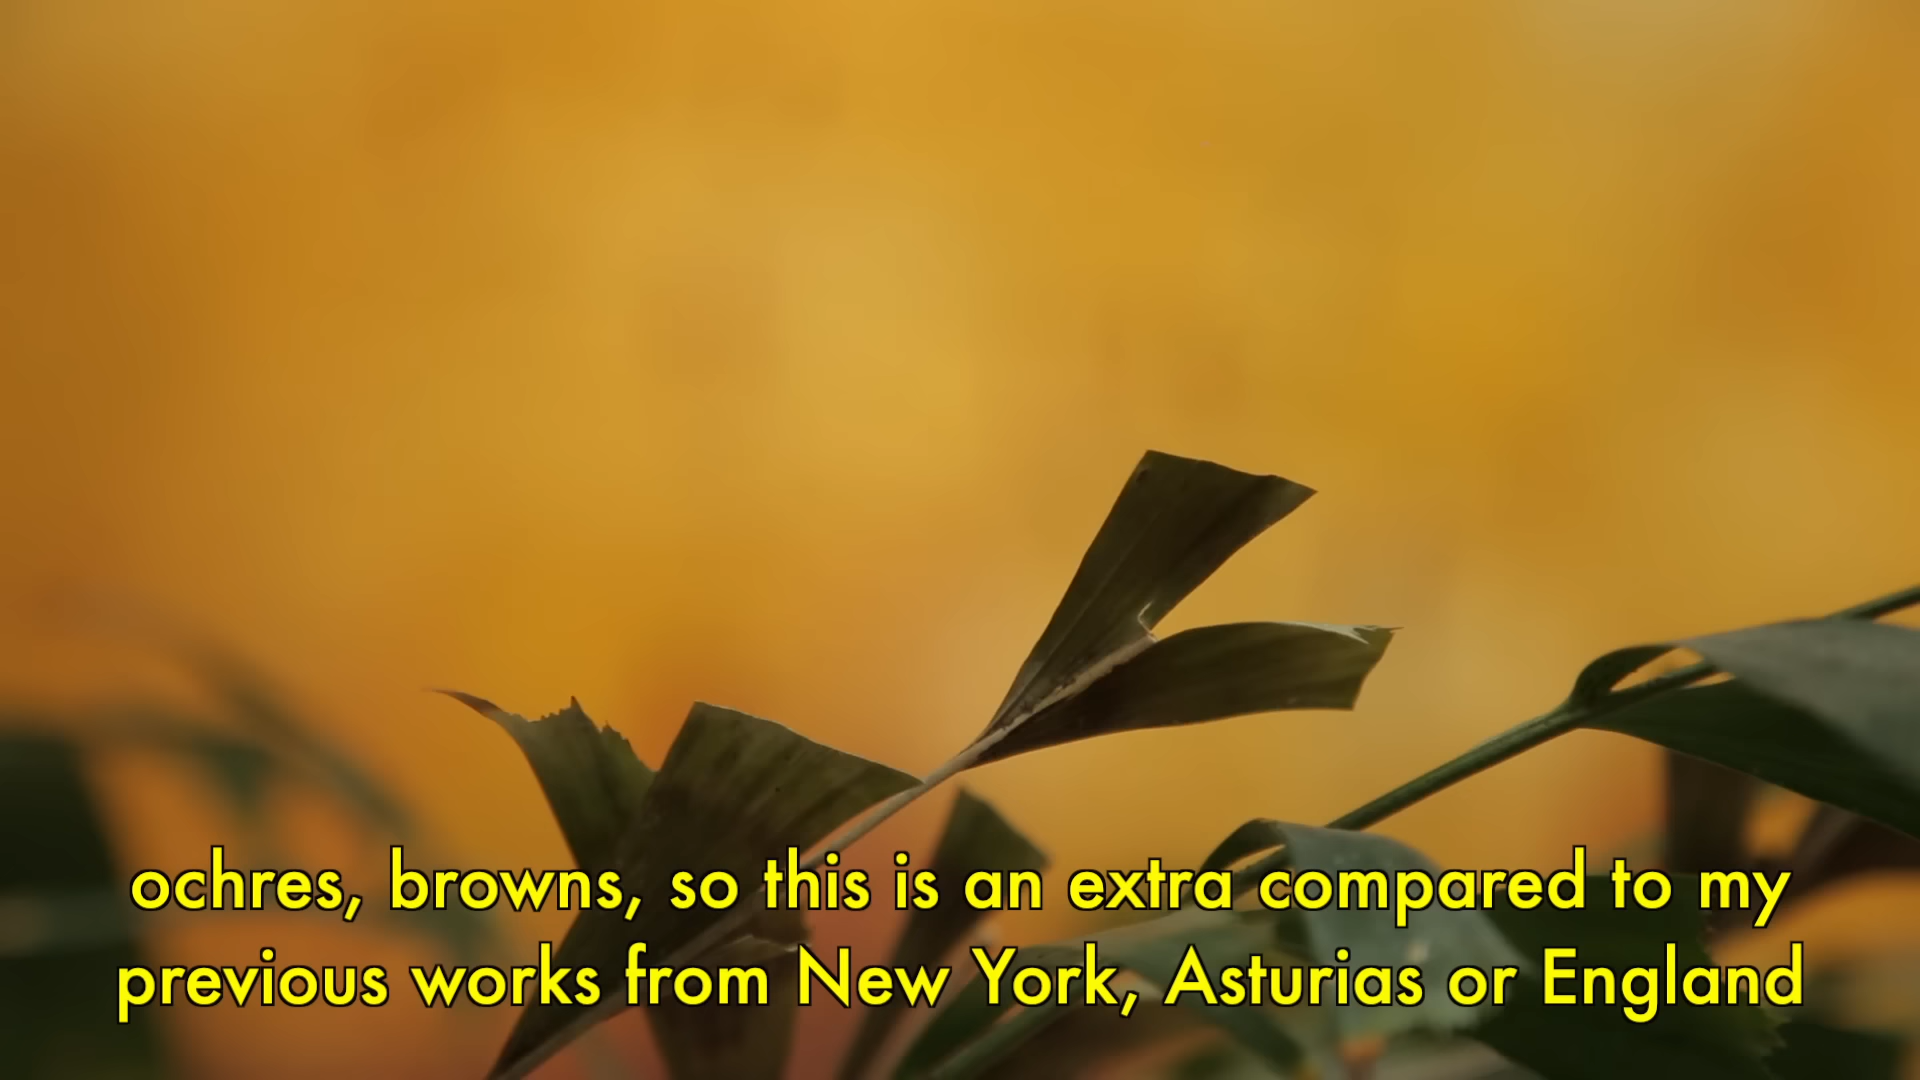 ochres, browns, so this is an extra compared to my
previous works from New York, Asturias or England